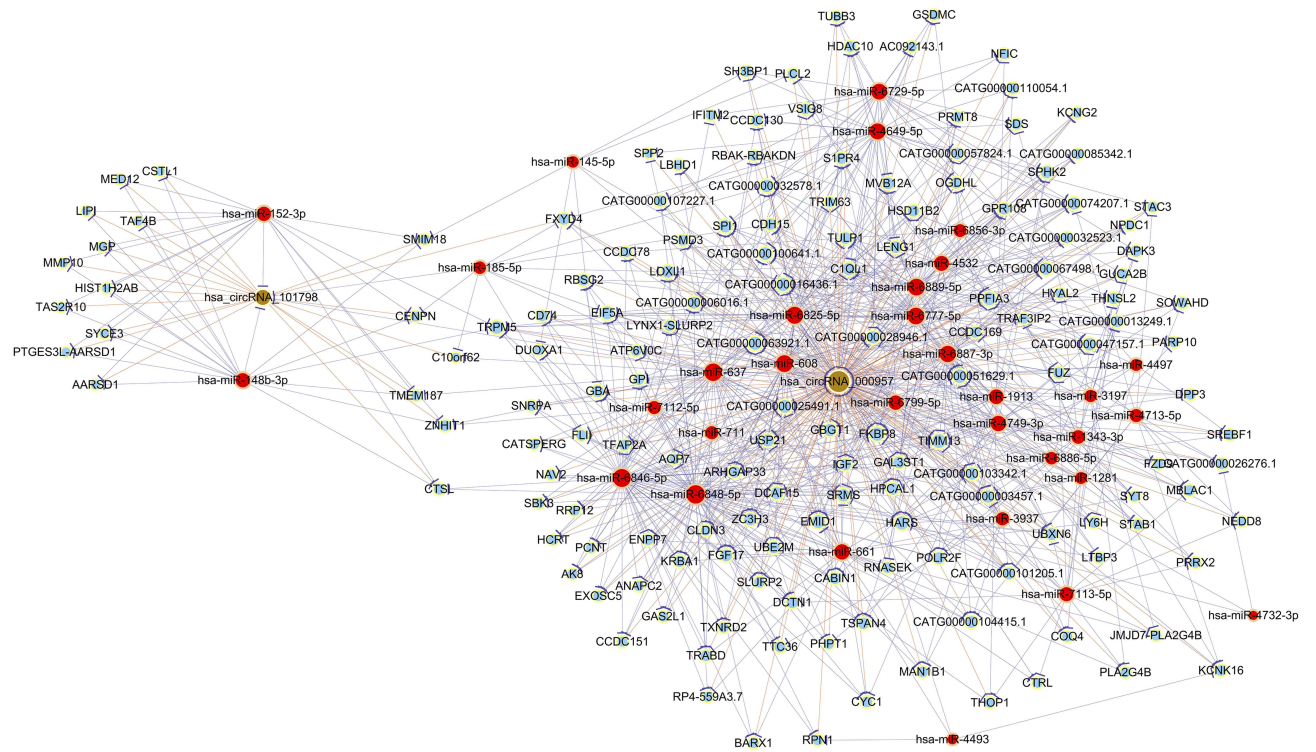 GSDMC
TUBB3
HDAC10
AC092143.1
NFIC
SH3BP1
PLCL2
hsa-miR-6729-5p
CATG00000110054.1
IFITM2
VSIG8
CCDC130
PRMT8
KCNG2
SDS
hsa-miR-4649-5p
hsa-miR-145-5p
SPP2
LBHD1
RBAK-RBAKDN
S1PR4
CATG00000057824.1
CATG00000085342.1
CSTL1
MED12
SPHK2
CATG00000032578.1
MVB12A
OGDHL
CATG00000107227.1
TRIM63
LIPI
TAF4B
hsa-miR-152-3p
FXYD4
SPI1
CDH15
HSD11B2
GPR108
CATG00000074207.1
STAC3
NPDC1
hsa-miR-6856-3p
SMIM18
MGP
PSMD3
TULP1
LENG1
CATG00000032523.1
CCDC78
CATG00000100641.1
DAPK3
MMP10
hsa-miR-185-5p
LOXL1
C1QL1
hsa-miR-4532
CATG00000067498.1
GUCA2B
HIST1H2AB
RBSG2
CATG00000016436.1
hsa-miR-6889-5p
hsa_circRNA_101798
CATG00000006016.1
PPFIA3
HYAL2
THNSL2
SOWAHD
TAS2R10
CENPN
CD74
EIF5A
hsa-miR-6825-5p
hsa-miR-6777-5p
TRAF3IP2
CATG00000013249.1
SYCE3
TRPM5
LYNX1-SLURP2
CCDC169
CATG00000028946.1
CATG00000047157.1
PARP10
PTGES3L-AARSD1
C10orf62
DUOXA1
ATP6V0C
CATG00000063921.1
hsa-miR-6887-3p
hsa-miR-608
hsa-miR-4497
AARSD1
hsa-miR-148b-3p
GPI
hsa-miR-637
hsa_circRNA_000957
CATG00000051629.1
FUZ
TMEM187
GBA
SNRPA
hsa-miR-7112-5p
CATG00000025491.1
hsa-miR-6799-5p
hsa-miR-1913
hsa-miR-3197
DPP3
ZNHIT1
hsa-miR-4713-5p
hsa-miR-4749-3p
CATSPERG
FLII
TFAP2A
hsa-miR-711
USP21
GBGT1
FKBP8
TIMM13
hsa-miR-1343-3p
SREBF1
NAV2
AQP7
ARHGAP33
IGF2
GAL3ST1
hsa-miR-6886-5p
CATG00000026276.1
CATG00000103342.1
CTSL
hsa-miR-6846-5p
hsa-miR-1281
SBK3
hsa-miR-6848-5p
DCAF15
SRMS
HPCAL1
CATG00000003457.1
SYT8
MBLAC1
RRP12
CLDN3
ZC3H3
EMID1
HARS
hsa-miR-3937
LY6H
STAB1
NEDD8
HCRT
PCNT
ENPP7
UBE2M
UBXN6
KRBA1
FGF17
hsa-miR-661
POLR2F
LTBP3
PRRX2
AK8
ANAPC2
SLURP2
CABIN1
RNASEK
CATG00000101205.1
EXOSC5
DCTN1
hsa-miR-7113-5p
GAS2L1
TXNRD2
TSPAN4
CATG00000104415.1
hsa-miR-4732-3p
CCDC151
TRABD
TTC36
PHPT1
COQ4
JMJD7-PLA2G4B
MAN1B1
PLA2G4B
KCNK16
RP4-559A3.7
CTRL
CYC1
THOP1
BARX1
RPN1
hsa-miR-4493